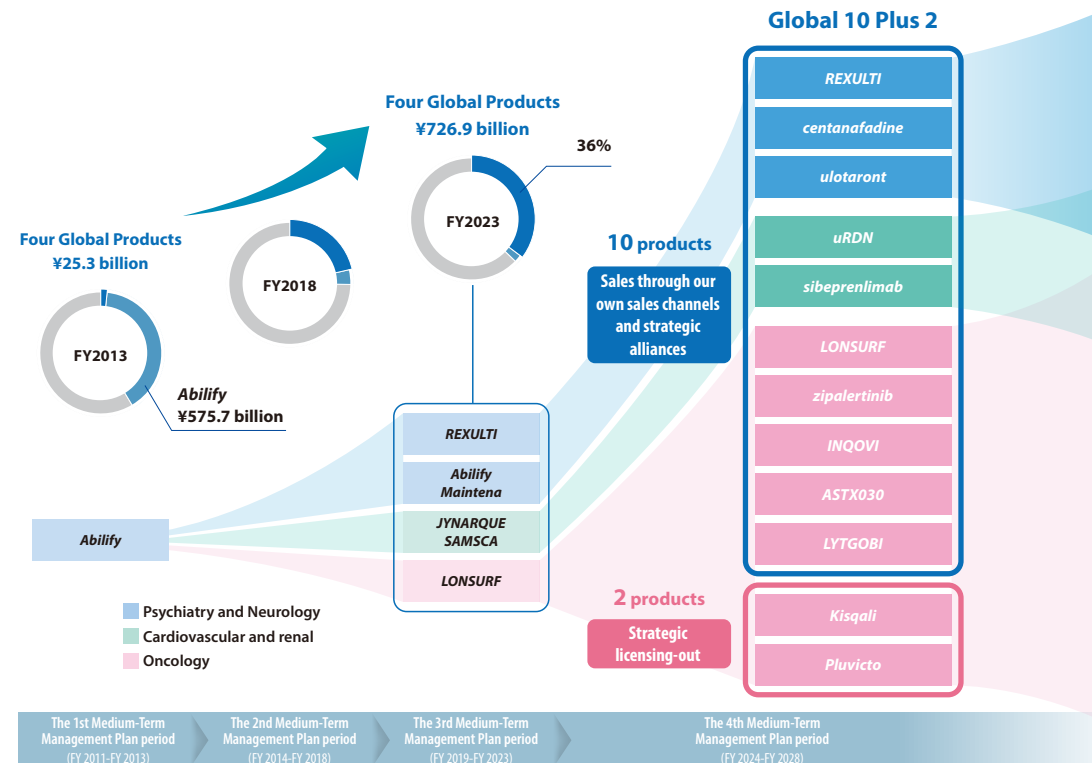 Global 10 Plus 2
Four Global Products
¥726.9 billion
36%
FY2023
Four Global Products
¥25.3 billion
FY2013
FY2018
Abilify
¥575.7 billion
10 products
Sales through our
own sales channels
and strategic
alliances
REXULTI
centanafadine
ulotaront
uRDN
sibeprenlimab
LONSURF
zipalertinib
INQOVI
ASTX030
LYTGOBI
Abilify
REXULTI
Abilify
Maintena
JYNARQUE
SAMSCA
LONSURF
Psychiatry and Neurology
Cardiovascular and renal
Oncology
2 products
Strategic
licensing-out
Kisqali
Pluvicto
The 1st Medium-Term
Management Plan period
(FY 2011-FY 2013)
The 2nd Medium-Term
Management Plan period
(FY 2014-FY 2018)
The 3rd Medium-Term
Management Plan period
(FY 2019-FY 2023)
The 4th Medium-Term
Management Plan period
(FY 2024-FY 2028)